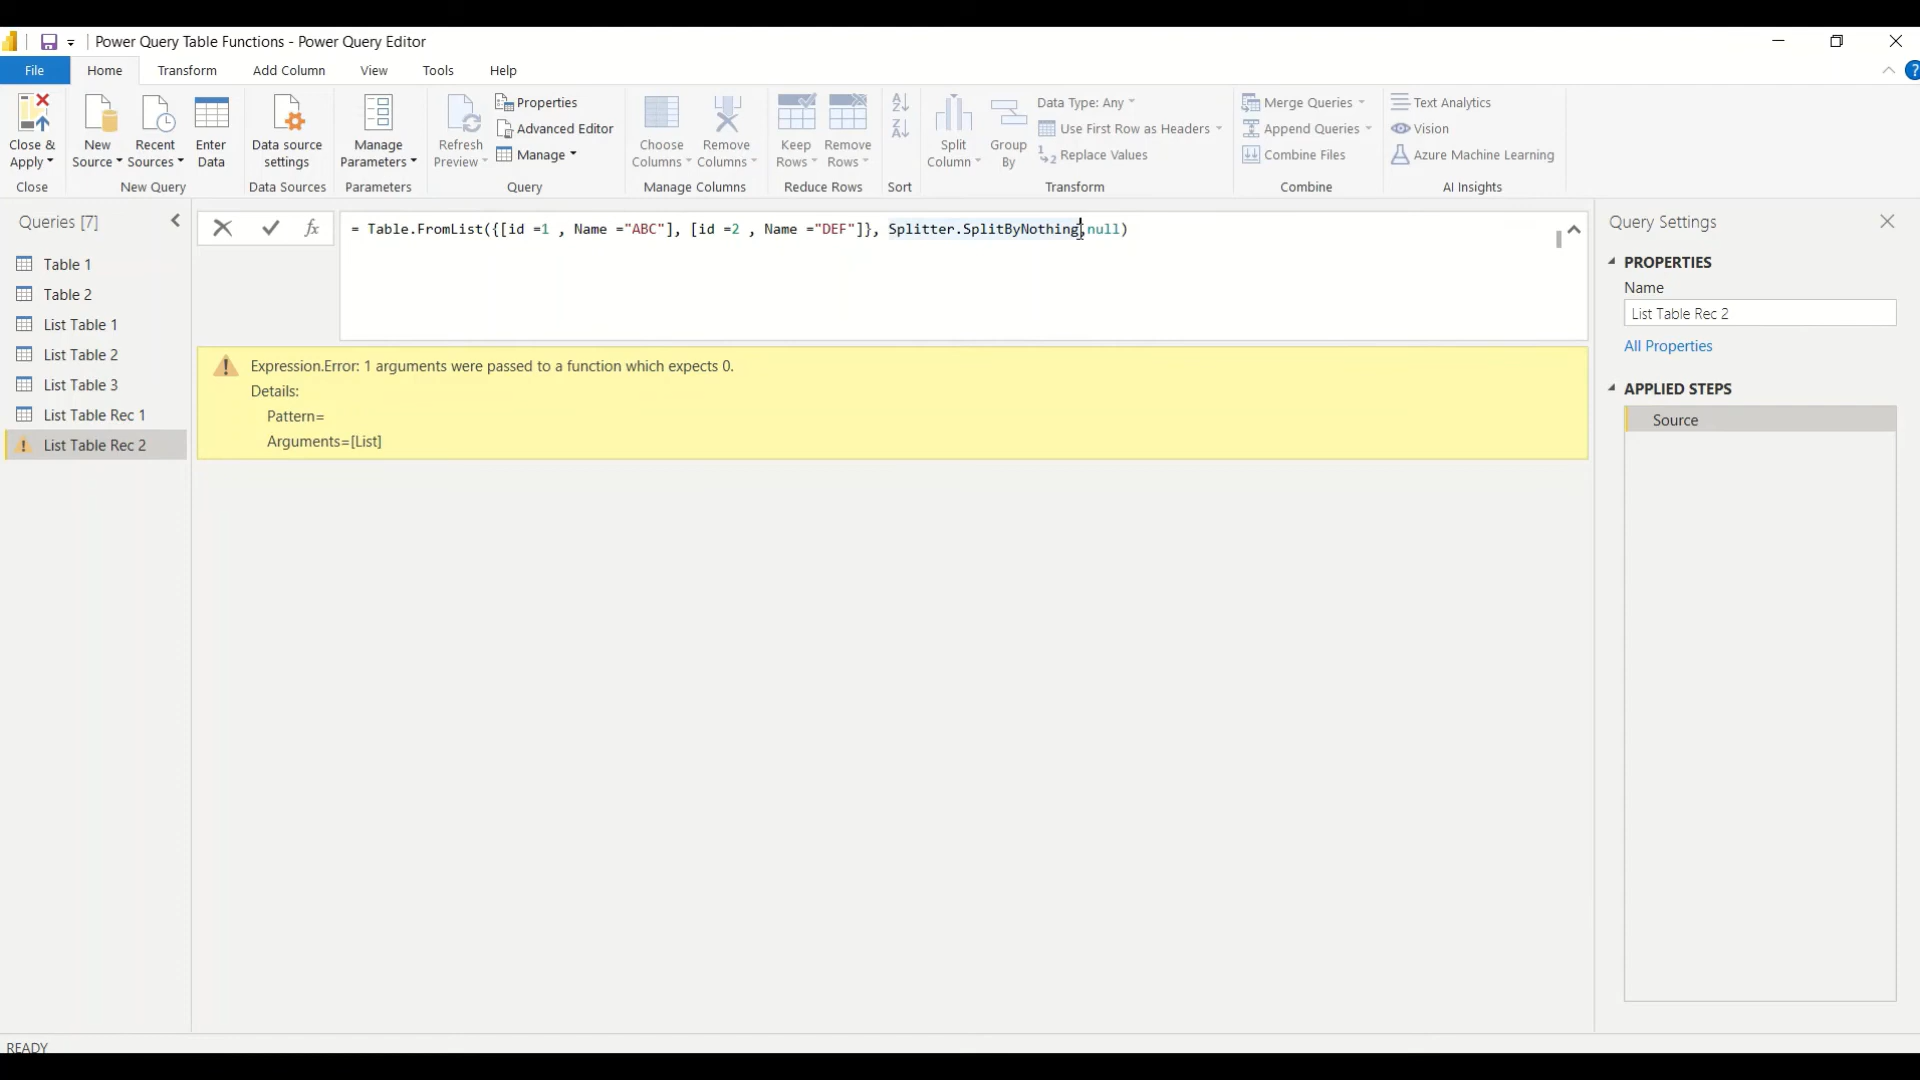 Power Query Table Functions - Power Query Editor
File Home Transform Add Column View Tools Help
Close & Apply
New Source
Recent Sources
Enter Data
Data source settings
Manage Parameters
Refresh Preview
Properties
Advanced Editor
Manage
Choose Columns
Remove Columns
Keep Rows
Remove Rows
A
Z
Z
A
Split Column
Group By
Data Type: Any
Use First Row as Headers
1
2
Replace Values
Merge Queries
Append Queries
Combine Files
Text Analytics
Vision
Azure Machine Learning
?
Close New Query Data Sources Parameters Query Manage Columns Reduce Rows Sort Transform Combine AI Insights
Queries [7]
Table 1
Table 2
List Table 1
List Table 2
List Table 3
List Table Rec 1
List Table Rec 2
fx
= Table.FromList({[id =1 , Name ="ABC"], [id =2 , Name ="DEF"]}, Splitter.SplitByNothing,null)
Expression.Error: 1 arguments were passed to a function which expects 0.
Details:
Pattern=
Arguments=[List]
Query Settings
PROPERTIES
Name
List Table Rec 2
All Properties
APPLIED STEPS
Source
READY